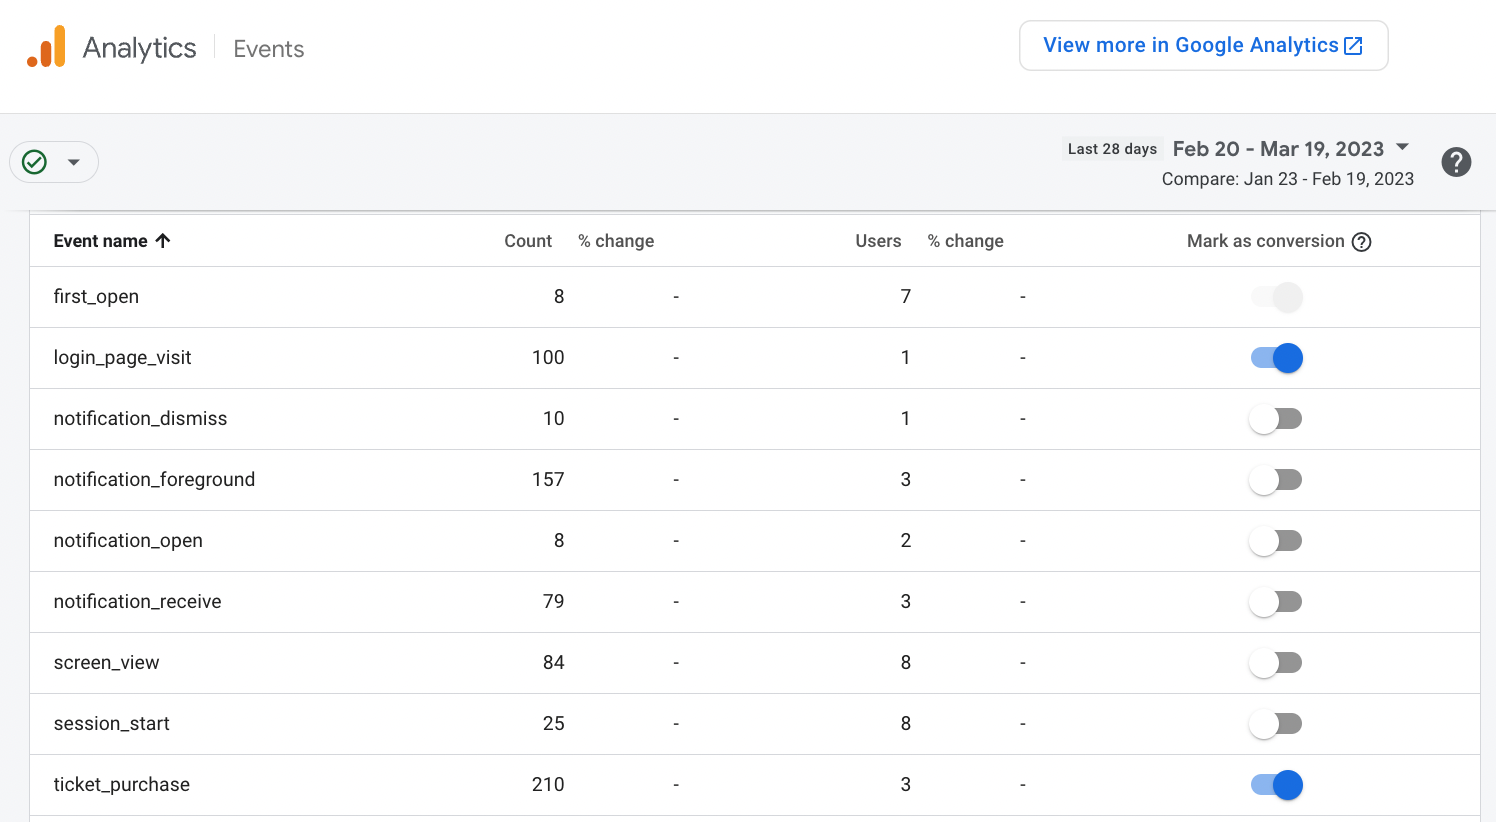 Analytics Events
View more in Google Analytics
Last 28 days Feb 20 - Mar 19, 2023
Compare: Jan 23 - Feb 19, 2023
Event name Count % change Users % change Mark as conversion
first_open 8 - 7 -
login_page_visit 100 - 1 -
notification_dismiss 10 - 1 -
notification_foreground 157 - 3 -
notification_open 8 - 2 -
notification_receive 79 - 3 -
screen_view 84 - 8 -
session_start 25 - 8 -
ticket_purchase 210 - 3 -